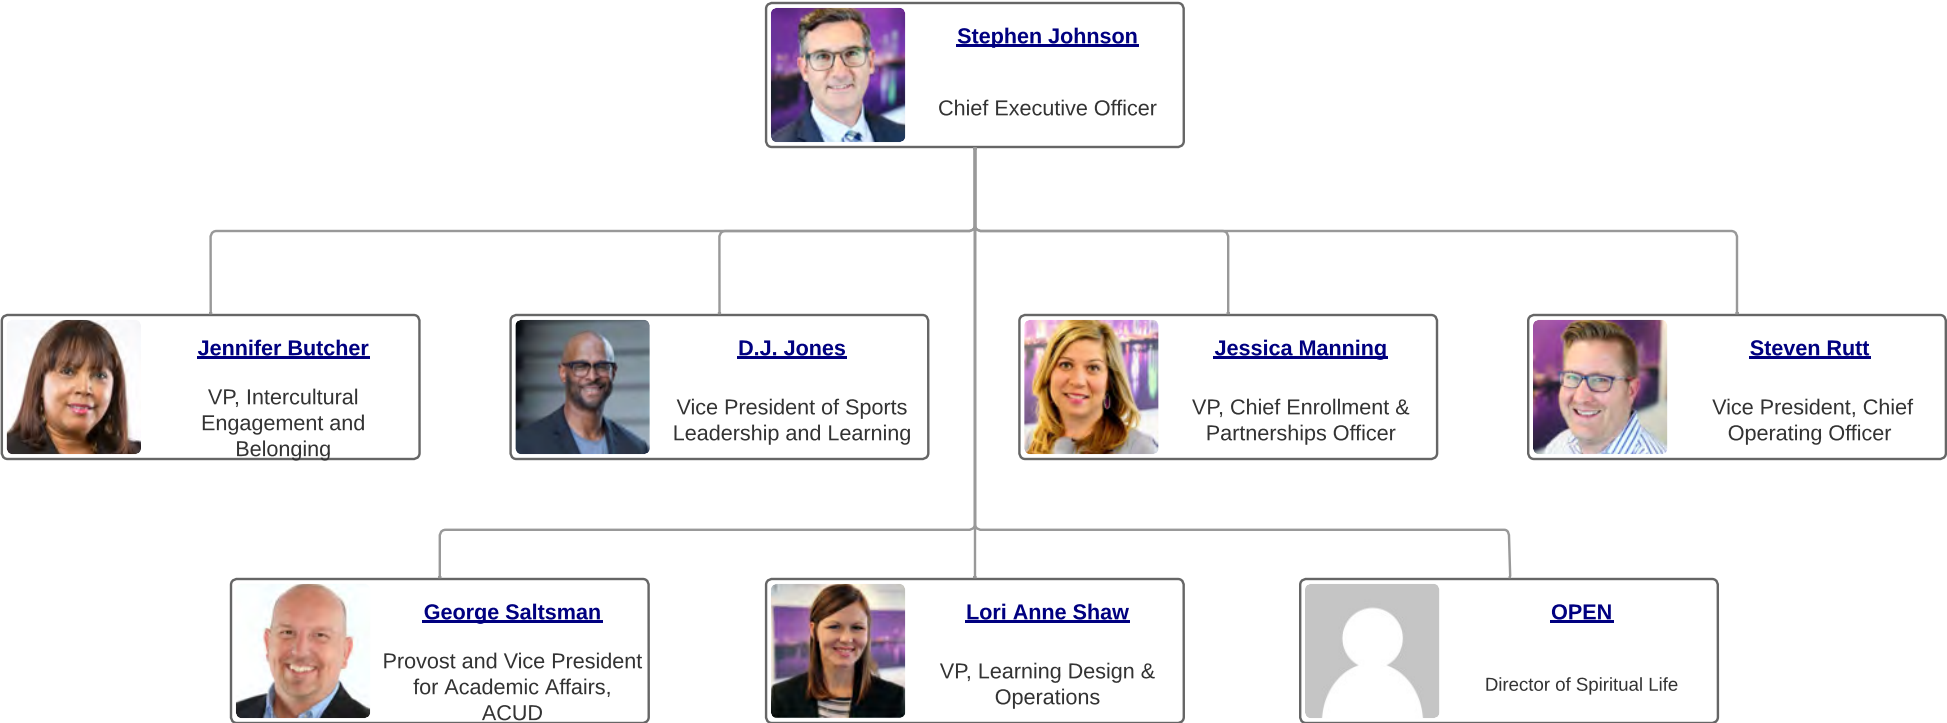 Stephen Johnson
Chief Executive Officer
Jennifer Butcher
VP, Intercultural
Engagement and
Belonging
D.J. Jones
Vice President of Sports
Leadership and Learning
Jessica Manning
VP, Chief Enrollment &
Partnerships Officer
Steven Rutt
Vice President, Chief
Operating Officer
George Saltsman
Provost and Vice President
for Academic Affairs,
ACUD
Lori Anne Shaw
VP, Learning Design &
Operations
OPEN
Director of Spiritual Life